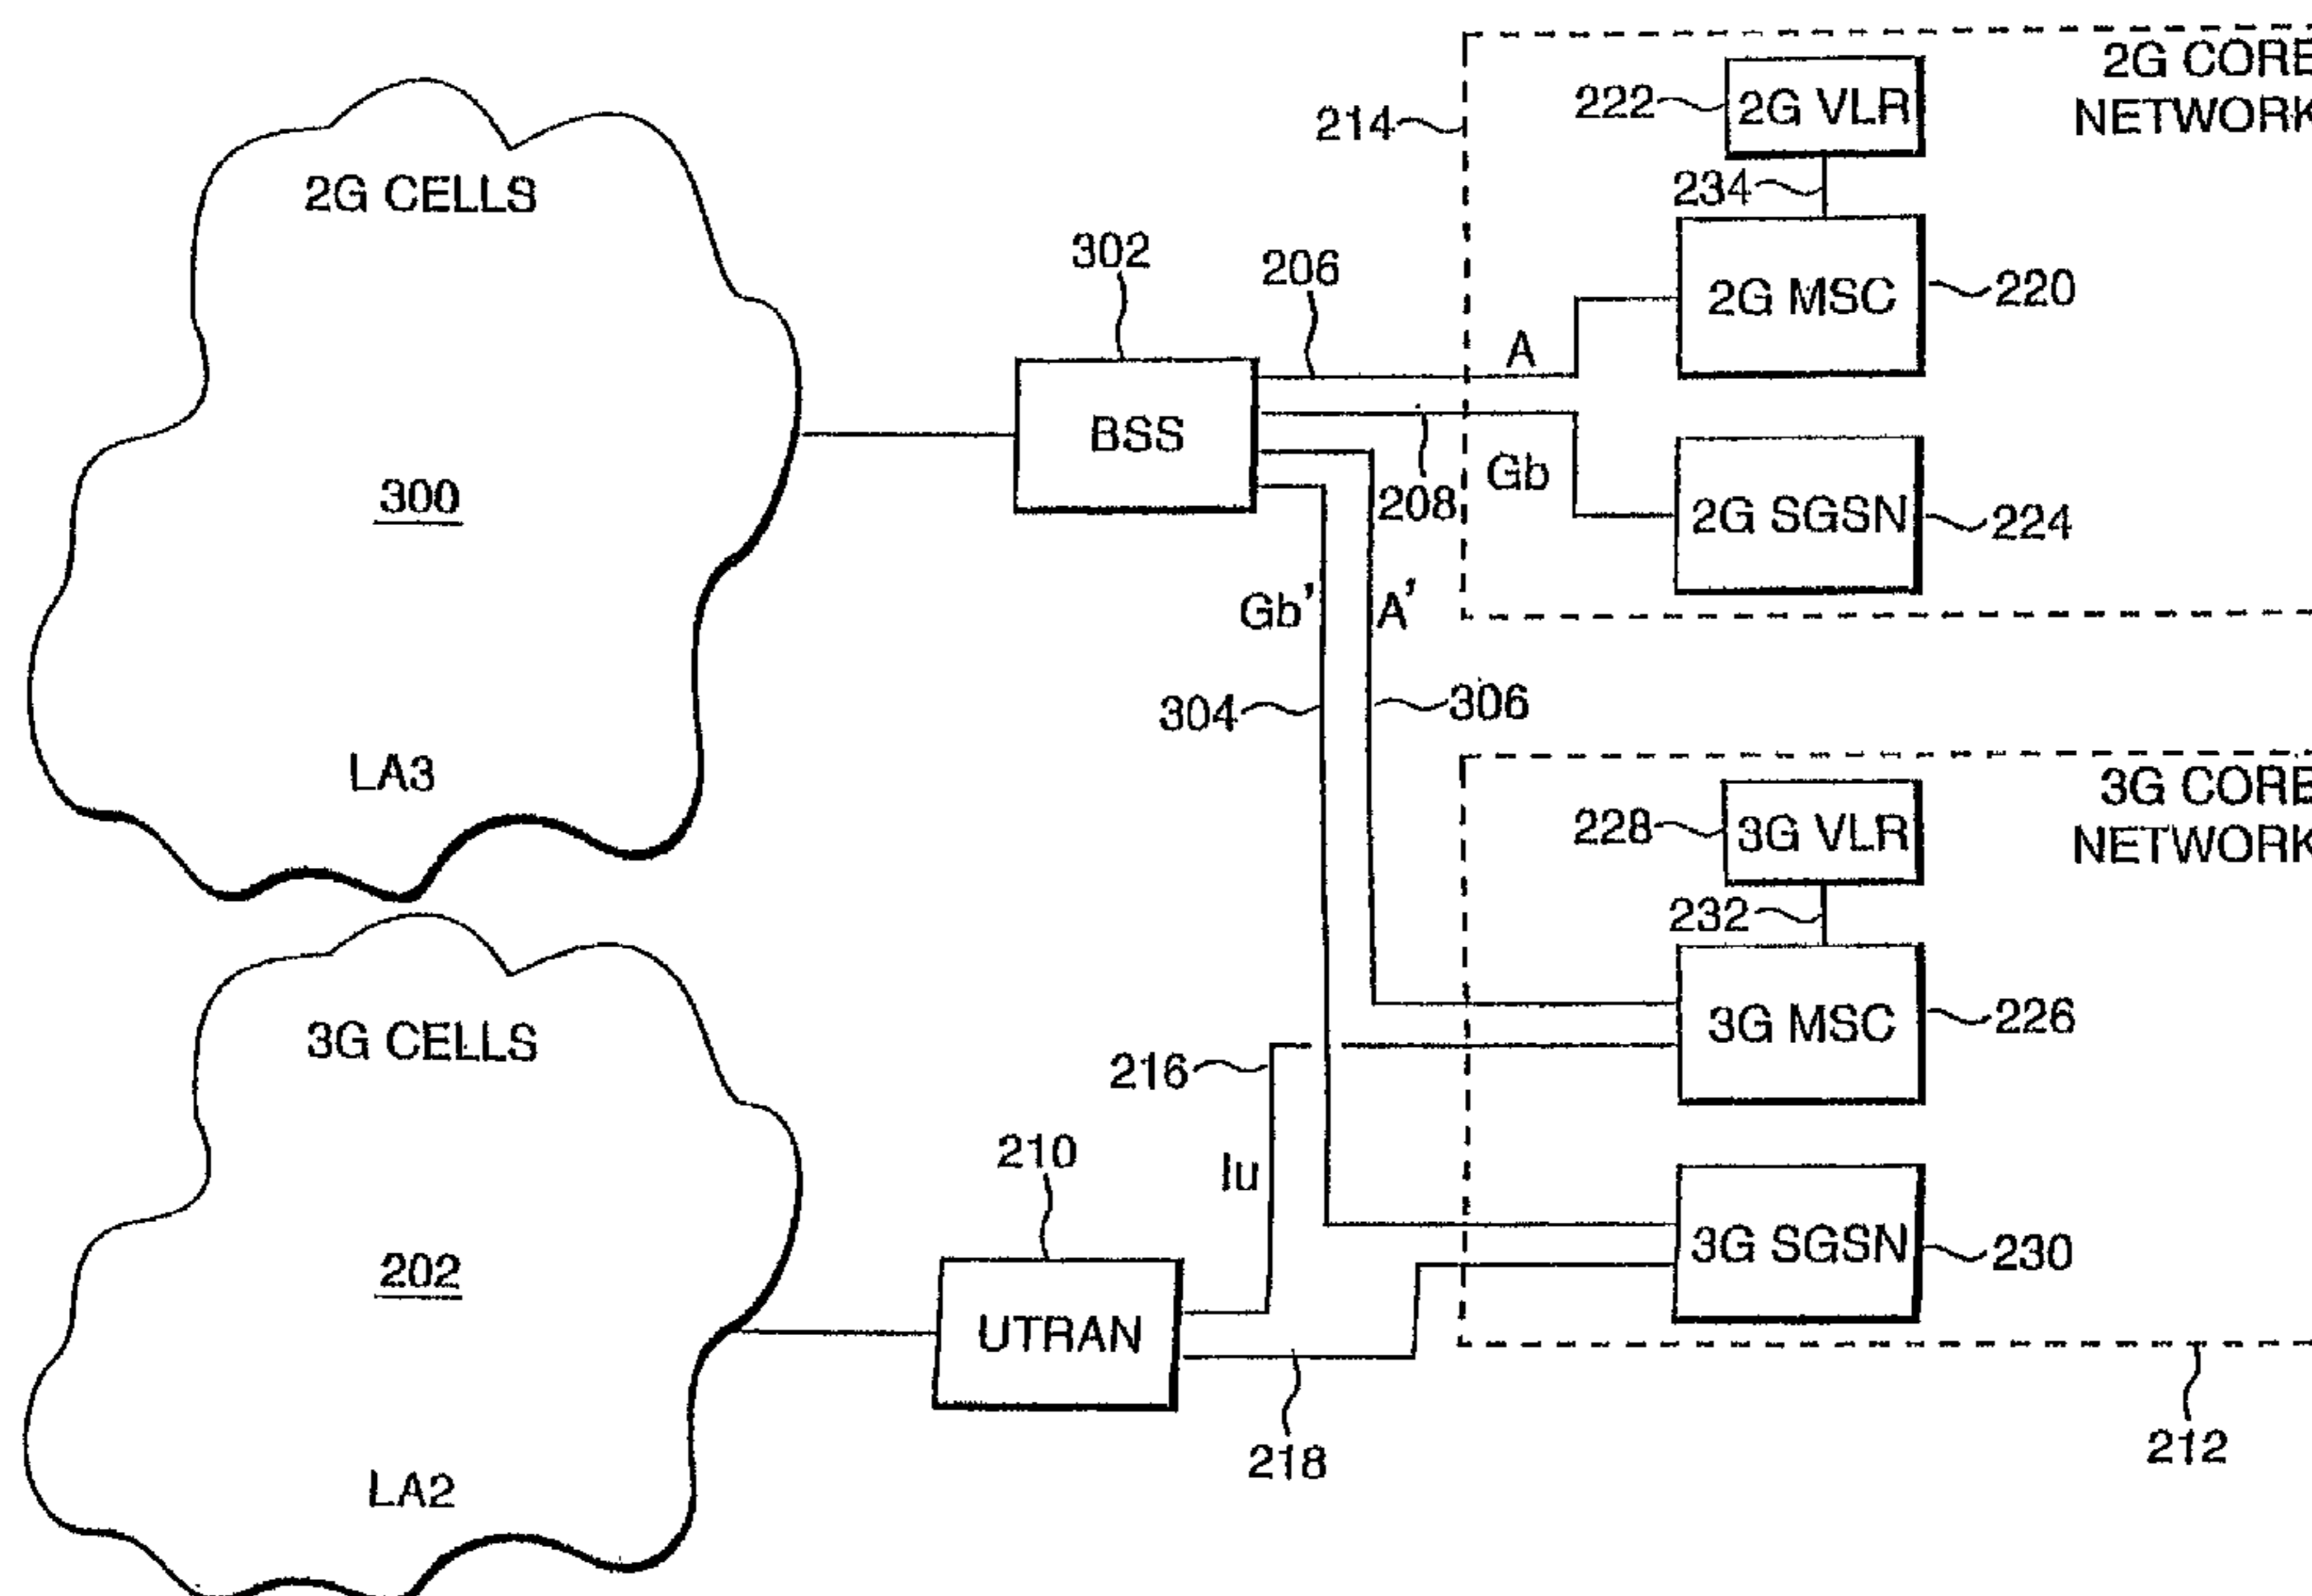 2G CORE
NETWORK
222
2G VLR
214
234
2G CELLS
302
206
2G MSC
220
A
BSS
300
208
Gb
2G SGSN
224
Gb'
A'
304
306
LA3
3G CORE
NETWORK
228
3G VLR
232
3G CELLS
3G MSC
226
216
210
Iu
202
3G SGSN
230
UTRAN
218
212
LA2